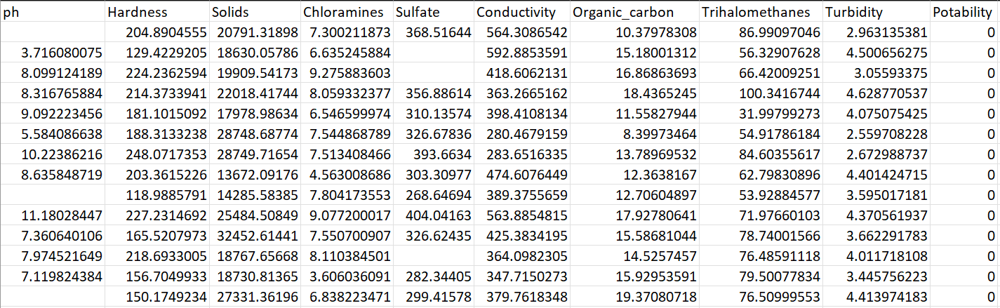 ph Hardness Solids Chloramines Sulfate Conductivity Organic_carbon Trihalomethanes Turbidity Potability
204.8904555 20791.31898 7.300211873 368.51644 564.3086542 10.37978308 86.99097046 2.963135381 0
3.716080075 129.4229205 18630.05786 6.635245884 592.8853591 15.18001312 56.32907628 4.500656275 0
8.099124189 224.2362594 19909.54173 9.275883603 418.6062131 16.86863693 66.42009251 3.05593375 0
8.316765884 214.3733941 22018.41744 8.059332377 356.88614 363.2665162 18.4365245 100.3416744 4.628770537 0
9.092223456 181.1015092 17978.98634 6.546599974 310.13574 398.4108134 11.55827944 31.99799273 4.075075425 0
5.584086638 188.3133238 28748.68774 7.544868789 326.67836 280.4679159 8.39973464 54.91786184 2.559708228 0
10.22386216 248.0717353 28749.71654 7.513408466 393.6634 283.6516335 13.78969532 84.60355617 2.672988737 0
8.635848719 203.3615226 13672.09176 4.563008686 303.30977 474.6076449 12.3638167 62.79830896 4.401424715 0
118.9885791 14285.58385 7.804173553 268.64694 389.3755659 12.70604897 53.92884577 3.595017181 0
11.18028447 227.2314692 25484.50849 9.077200017 404.04163 563.8854815 17.92780641 71.97660103 4.370561937 0
7.360640106 165.5207973 32452.61441 7.550700907 326.62435 425.3834195 15.58681044 78.74001566 3.662291783 0
7.974521649 218.6933005 18767.65668 8.110384501 364.0982305 14.5257457 76.48591118 4.011718108 0
7.119824384 156.7049933 18730.81365 3.606036091 282.34405 347.7150273 15.92953591 79.50077834 3.445756223 0
150.1749234 27331.36196 6.838223471 299.41578 379.7618348 19.37080718 76.50999553 4.413974183 0